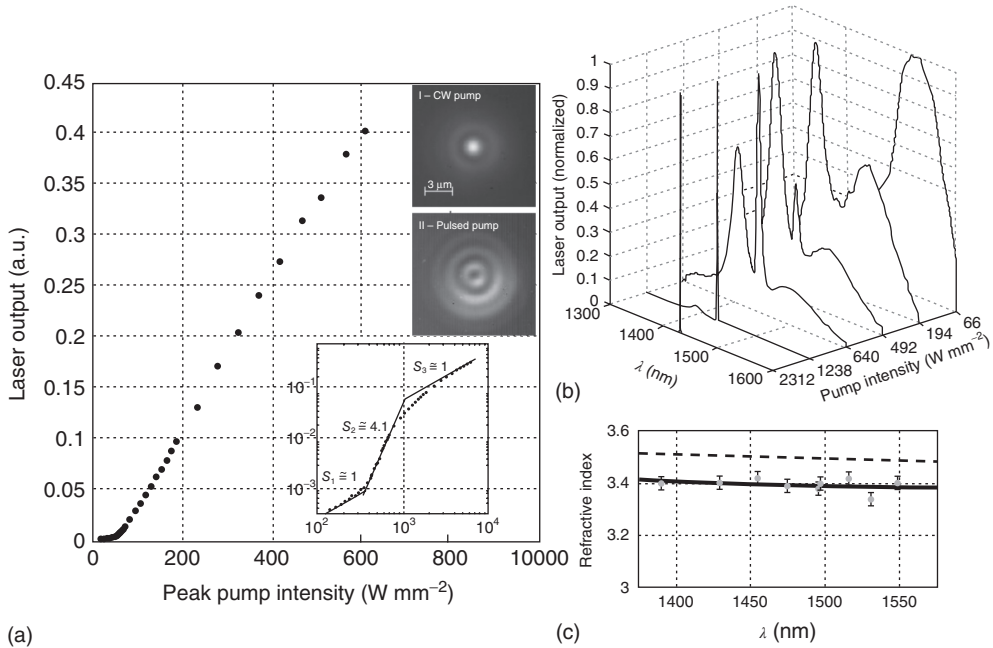 0.45
0.4
0.35
0.3
0.25
0.2
0.15
0.1
0.05
0
0 200 400 600 800 10000
Laser output (a.u.)
Peak pump intensity (W mm⁻²)
I – CW pump
3 μm
II – Pulsed pump
S₃ ≅ 1
S₂ ≅ 4.1
S₁ ≅ 1
10⁻¹
10⁻²
10⁻³
10² 10³ 10⁴
(a)
1
0.9
0.8
0.7
0.6
0.5
0.4
0.3
0.2
0.1
0
Laser output (normalized)
1300
1400
1500
1600
λ (nm)
2312
1238
640
492
194
66
Pump intensity (W mm⁻²)
(b)
3.6
3.4
3.2
3
Refractive index
1400 1450 1500 1550
λ (nm)
(c)